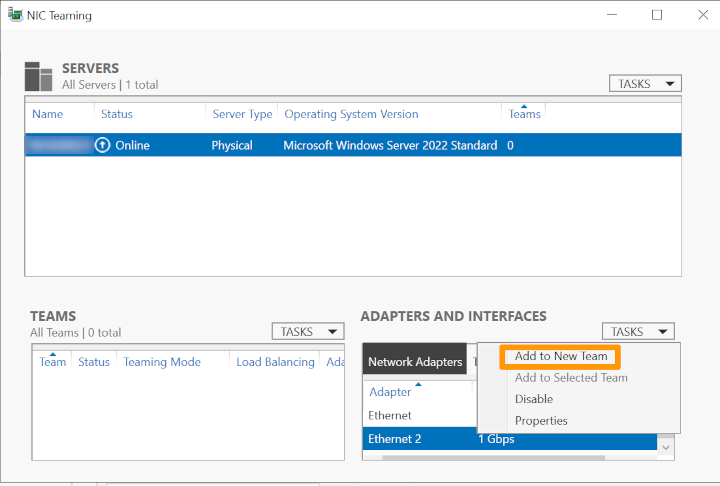 NIC Teaming
SERVERS
All Servers | 1 total
TASKS
Name Status Server Type Operating System Version Teams
Online Physical Microsoft Windows Server 2022 Standard 0
TEAMS
All Teams | 0 total
TASKS
Team Status Teaming Mode Load Balancing Ada
ADAPTERS AND INTERFACES
TASKS
Network Adapters T
Adapter
Ethernet
Ethernet 2 1 Gbps
Add to New Team
Add to Selected Team
Disable
Properties